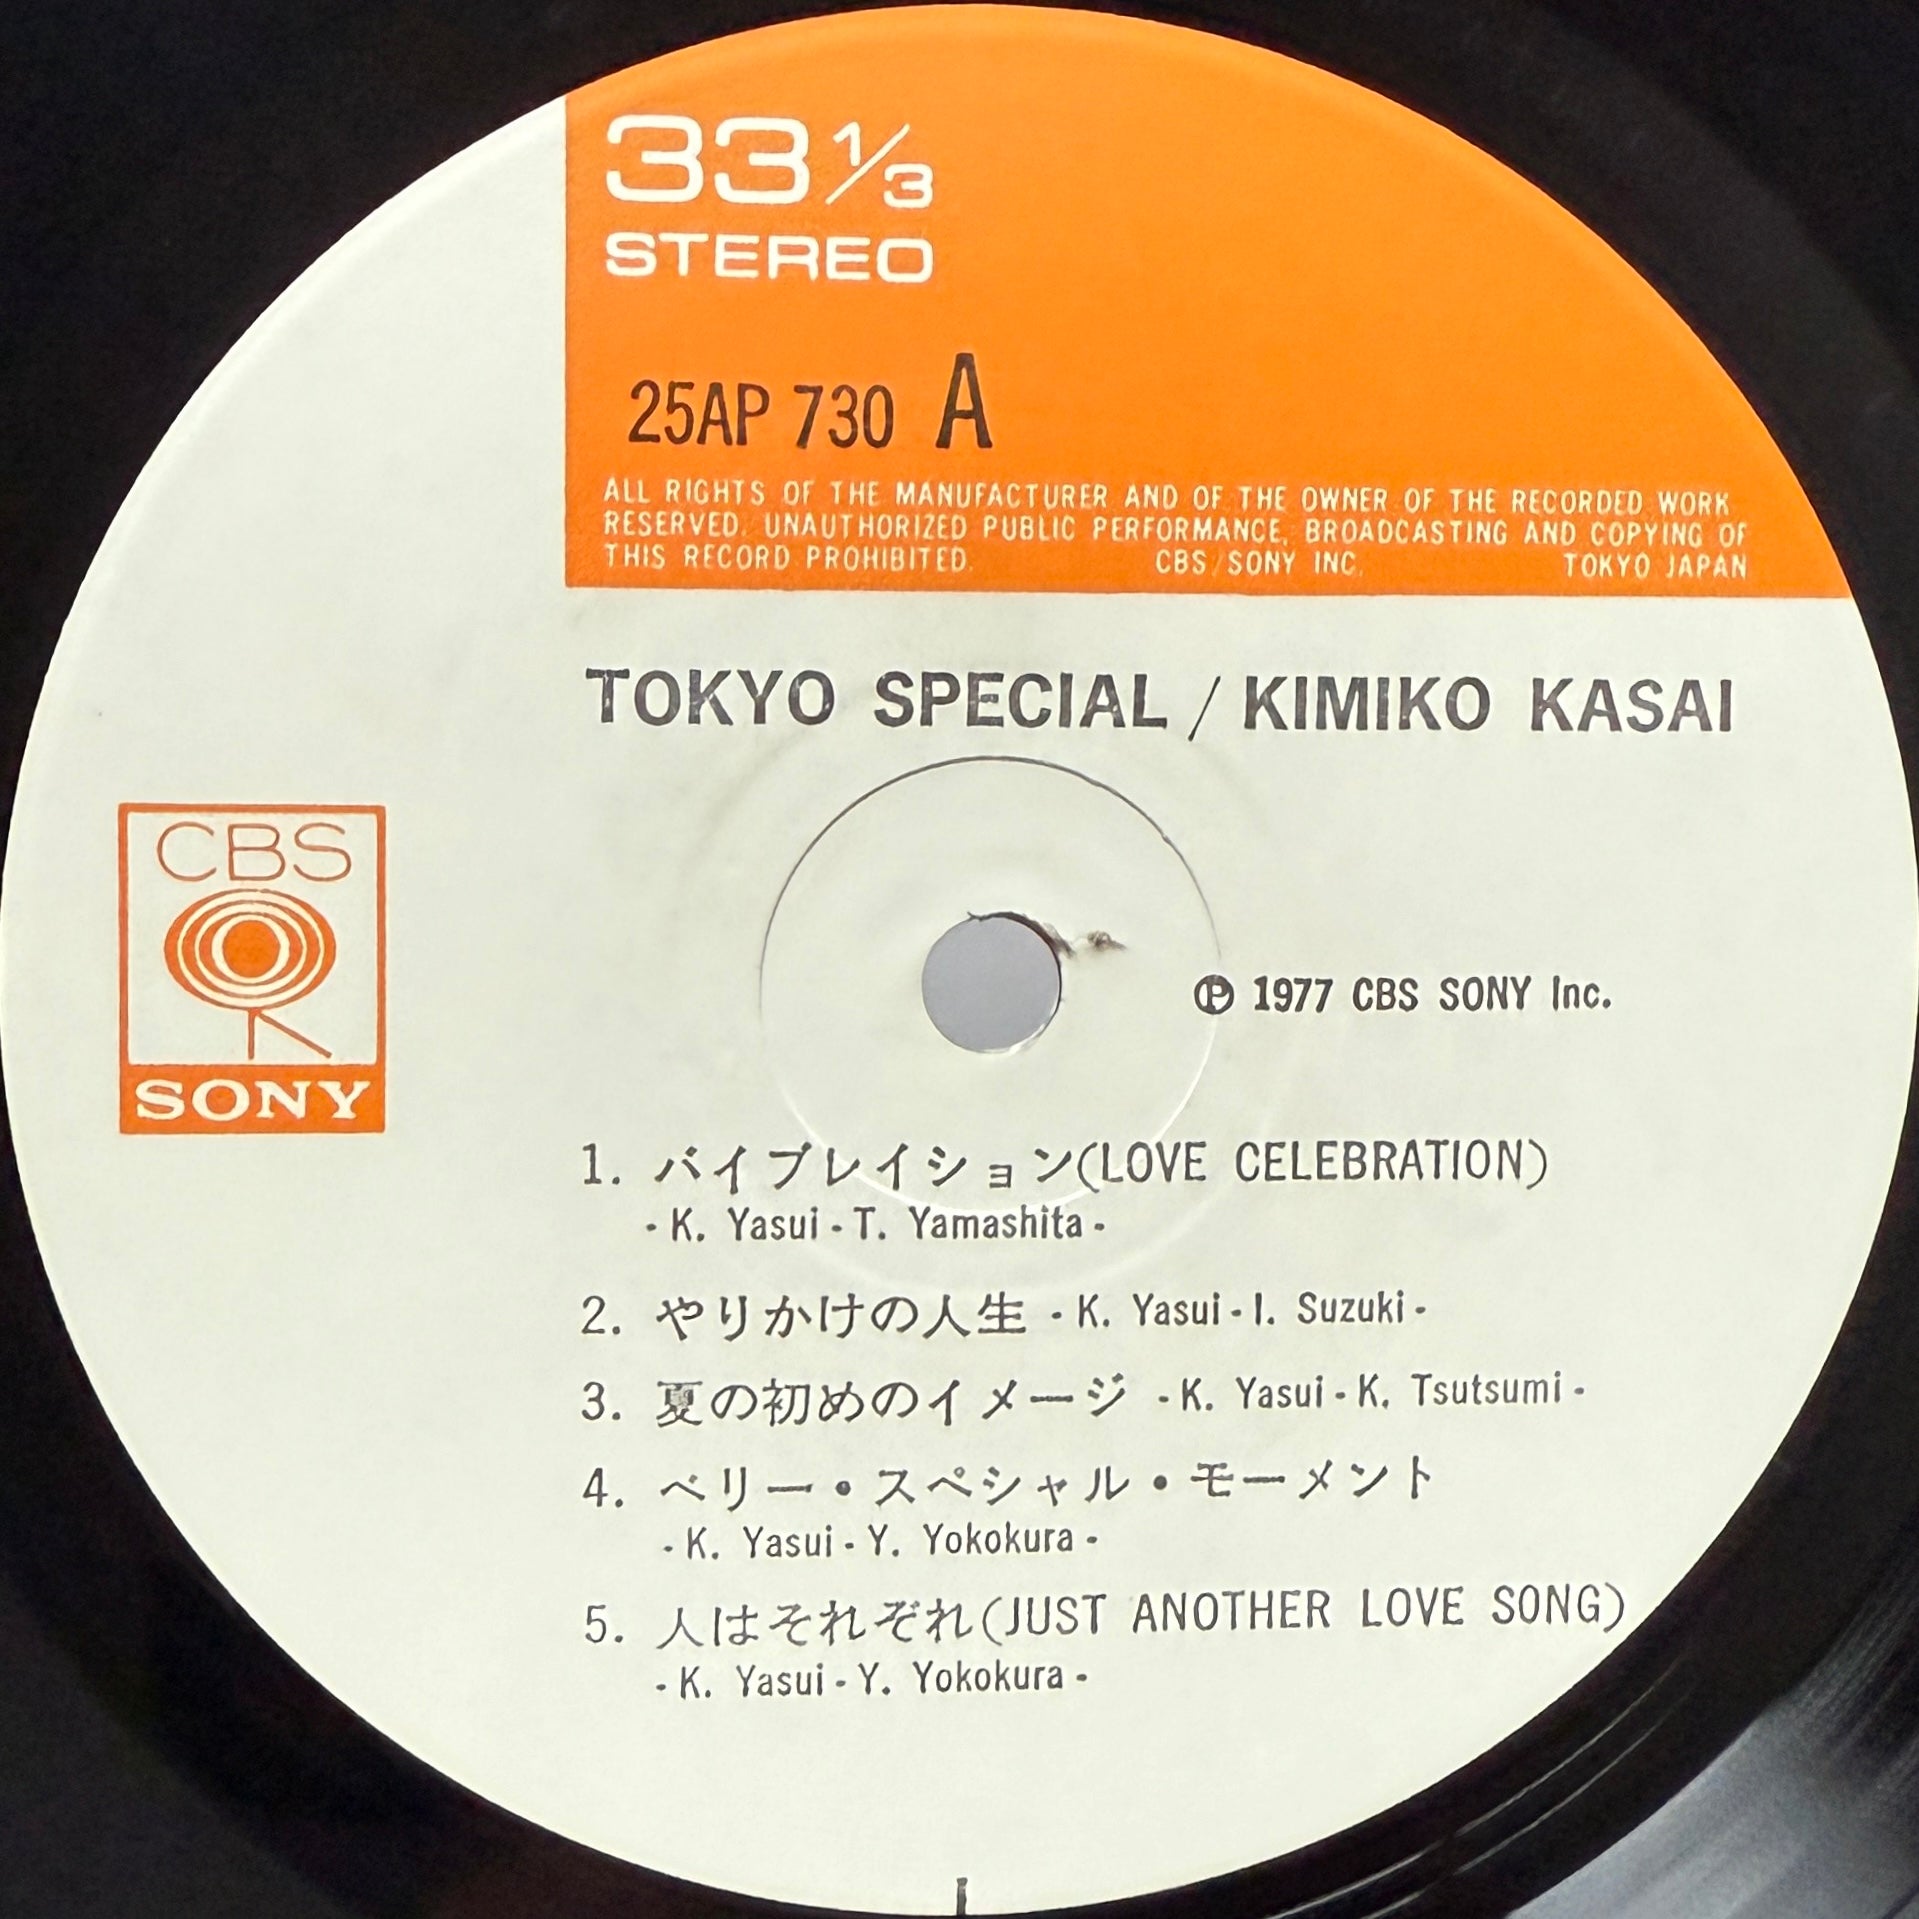 33 1/3
STEREO
25AP 730 A
ALL RIGHTS OF THE MANUFACTURER AND OF THE OWNER OF THE RECORDED WORK
RESERVED. UNAUTHORIZED PUBLIC PERFORMANCE, BROADCASTING AND COPYING OF
THIS RECORD PROHIBITED. CBS/SONY INC. TOKYO JAPAN
TOKYO SPECIAL / KIMIKO KASAI
CBS
SONY
Ⓟ 1977 CBS SONY Inc.
1. バイブレイション(LOVE CELEBRATION)
- K. Yasui - T. Yamashita -
2. やりかけの人生 - K. Yasui - I. Suzuki -
3. 夏の初めのイメージ - K. Yasui - K. Tsutsumi -
4. ベリー・スペシャル・モーメント
- K. Yasui - Y. Yokokura -
5. 人はそれぞれ(JUST ANOTHER LOVE SONG)
- K. Yasui - Y. Yokokura -